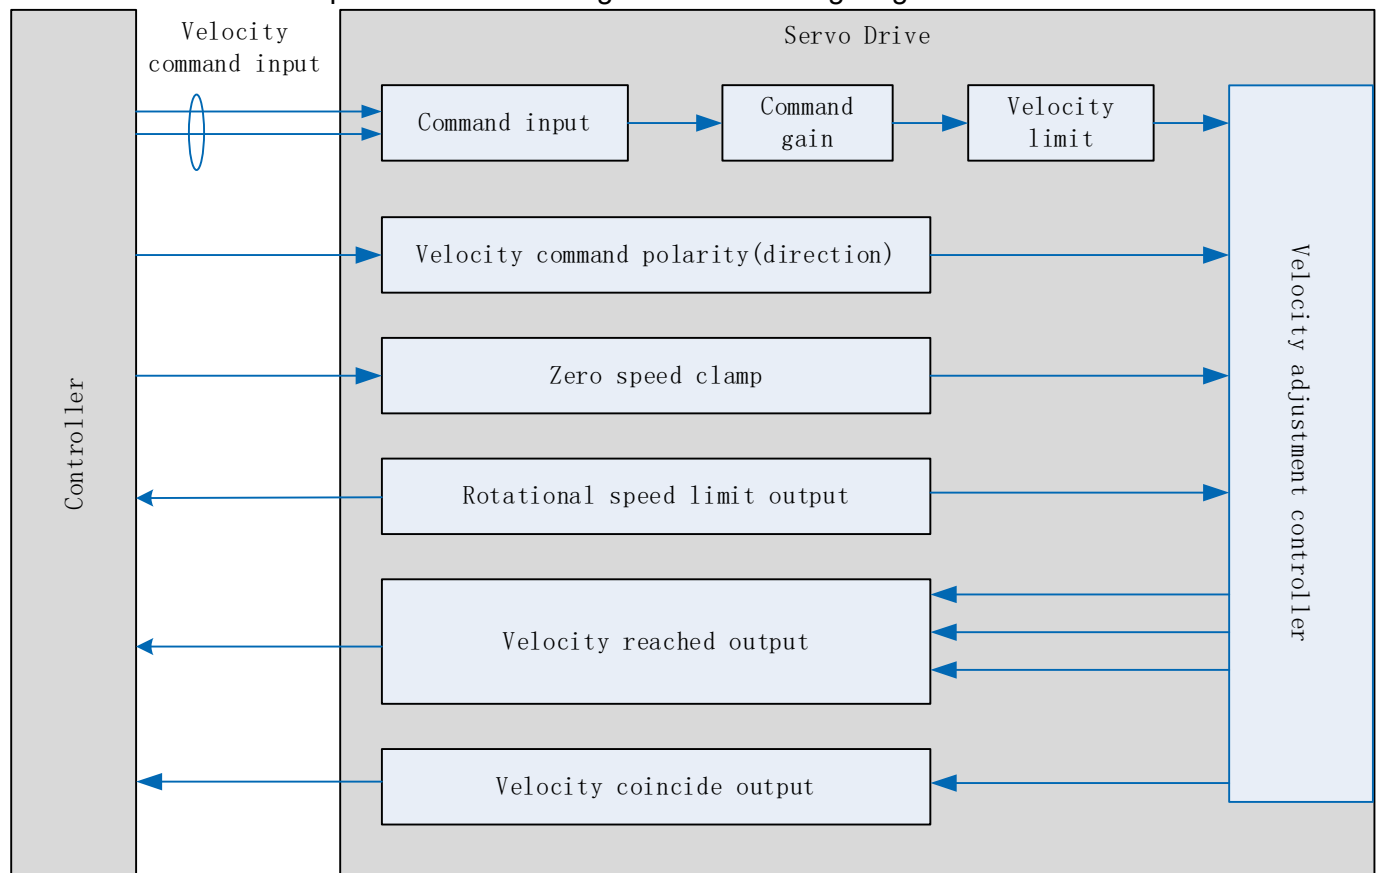 Velocity
command input
Servo Drive
Command input
Command
gain
Velocity
limit
Velocity command polarity(direction)
Zero speed clamp
Rotational speed limit output
Velocity reached output
Velocity coincide output
Controller
Velocity adjustment controller